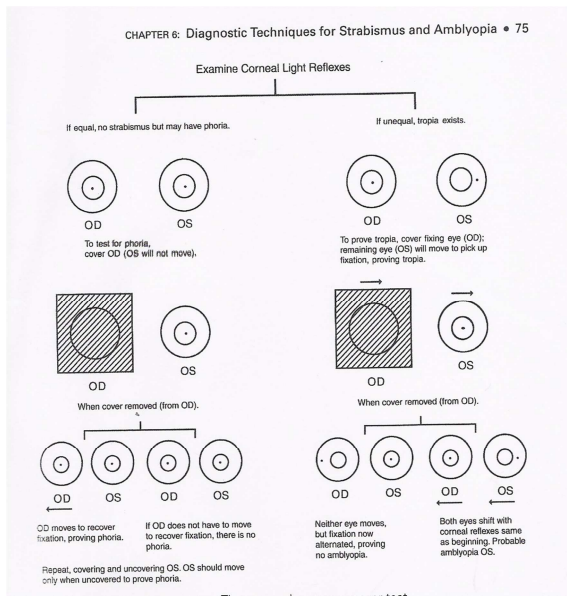 CHAPTER 6: Diagnostic Techniques for Strabismus and Amblyopia • 75
Examine Corneal Light Reflexes
If equal, no strabismus but may have phoria.
If unequal, tropia exists.
OD OS
OD OS
To test for phoria,
cover OD (OS will not move).
To prove tropia, cover fixing eye (OD);
remaining eye (OS) will move to pick up
fixation, proving tropia.
OS
OD
OS
OD
When cover removed (from OD).
When cover removed (from OD).
OD OS OD OS
OD OS OD OS
OD moves to recover
fixation, proving phoria.
If OD does not have to move
to recover fixation, there is no
phoria.
Neither eye moves,
but fixation now
alternated, proving
no amblyopia.
Both eyes shift with
corneal reflexes same
as beginning. Probable
amblyopia OS.
Repeat, covering and uncovering OS. OS should move
only when uncovered to prove phoria.